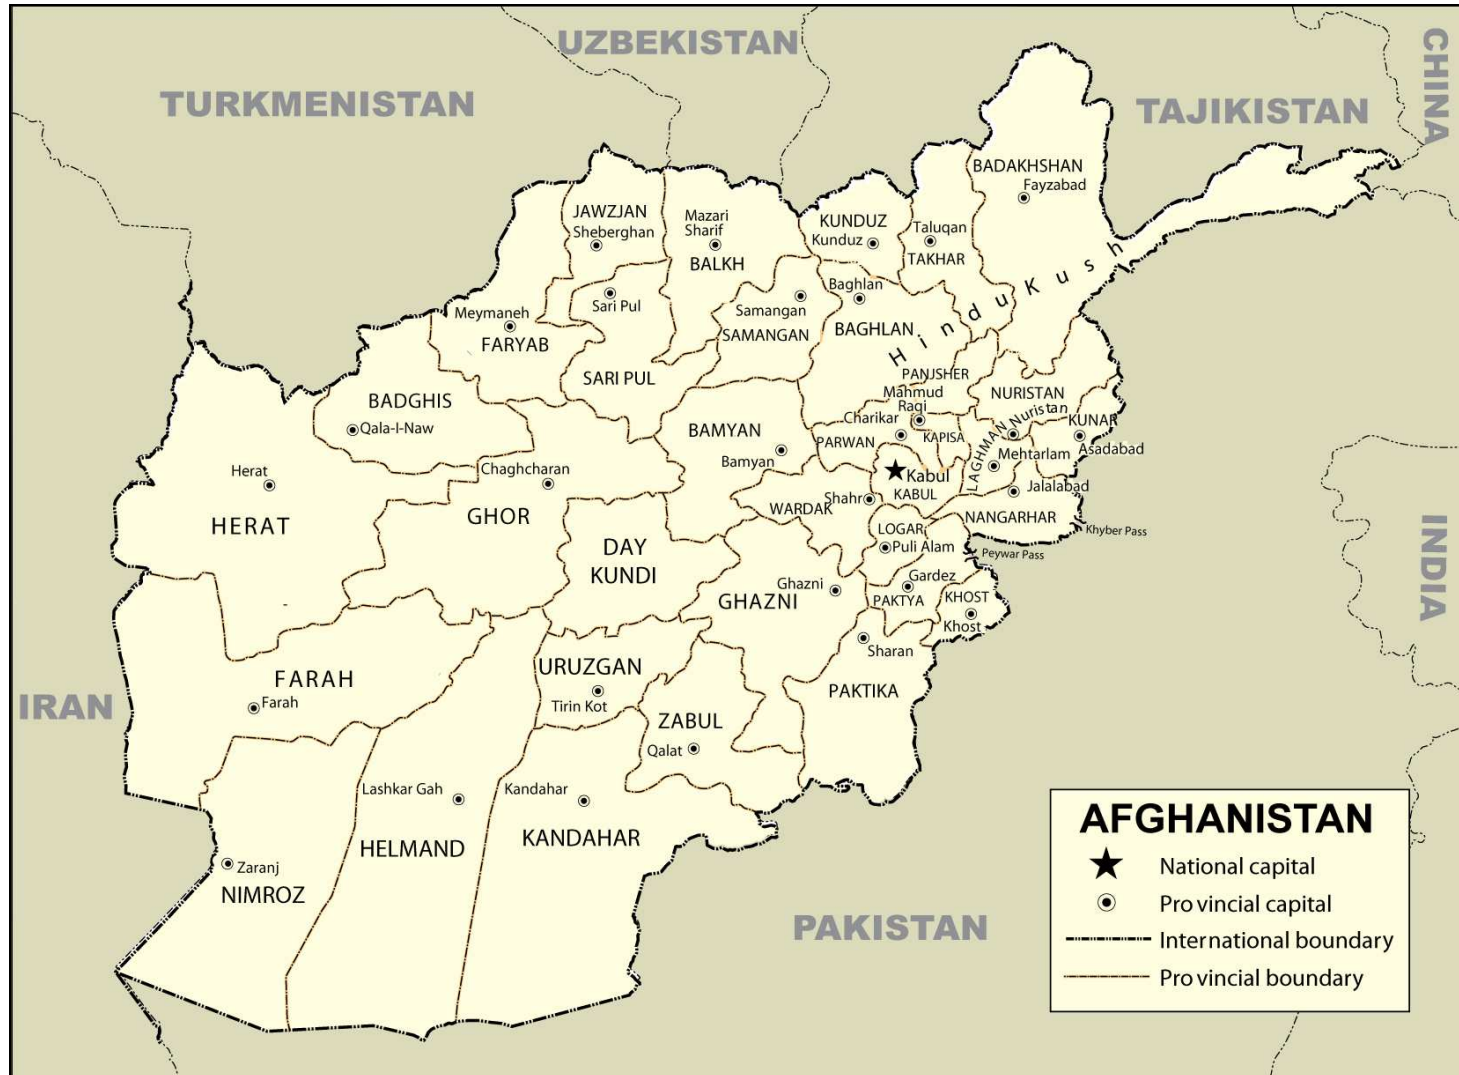 UZBEKISTAN
CHINA
TURKMENISTAN
TAJIKISTAN
BADAKHSHAN
Fayzabad
JAWZJAN
Sheberghan
Mazari
Sharif
BALKH
KUNDUZ
Kunduz
Taluqan
TAKHAR
Hindu Kush
Sari Pul
Samangan
SAMANGAN
Baghlan
BAGHLAN
Meymaneh
FARYAB
SARI PUL
PANJSHER
BADGHIS
Qala-I-Naw
BAMYAN
Bamyan
Mahmud
Raqi
Charikar
PARWAN
KAPISA
NURISTAN
Nuristan
KUNAR
Asadabad
LAGHMAN
Mehtarlam
Herat
HERAT
Chaghcharan
GHOR
Kabul
KABUL
Shahr
WARDAK
Jalalabad
NANGARHAR
Khyber Pass
LOGAR
Puli Alam
Peywar Pass
DAY
KUNDI
Ghazni
GHAZNI
Gardez
PAKTYA
KHOST
Khost
INDIA
IRAN
FARAH
Farah
URUZGAN
Tirin Kot
ZABUL
Qalat
Sharan
PAKTIKA
Lashkar Gah
HELMAND
Kandahar
KANDAHAR
Zaranj
NIMROZ
PAKISTAN
AFGHANISTAN
National capital
Provincial capital
International boundary
Provincial boundary